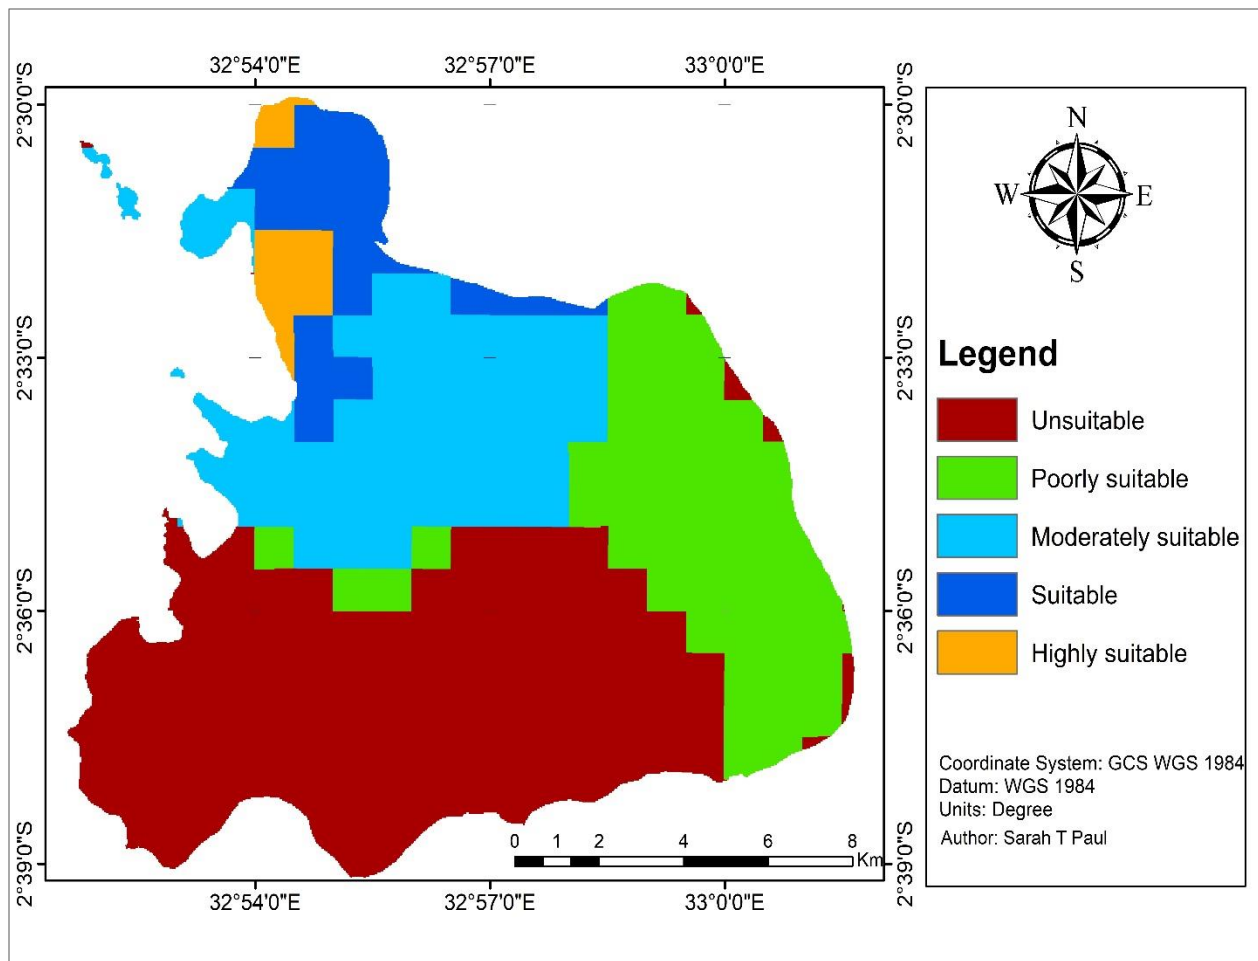 32°54'0"E 32°57'0"E 33°0'0"E
2°30'0"S 2°30'0"S
2°33'0"S 2°33'0"S
2°36'0"S 2°36'0"S
2°39'0"S 2°39'0"S
0 1 2 4 6 8
Km
32°54'0"E 32°57'0"E 33°0'0"E
N
W E
S
Legend
Unsuitable
Poorly suitable
Moderately suitable
Suitable
Highly suitable
Coordinate System: GCS WGS 1984
Datum: WGS 1984
Units: Degree
Author: Sarah T Paul